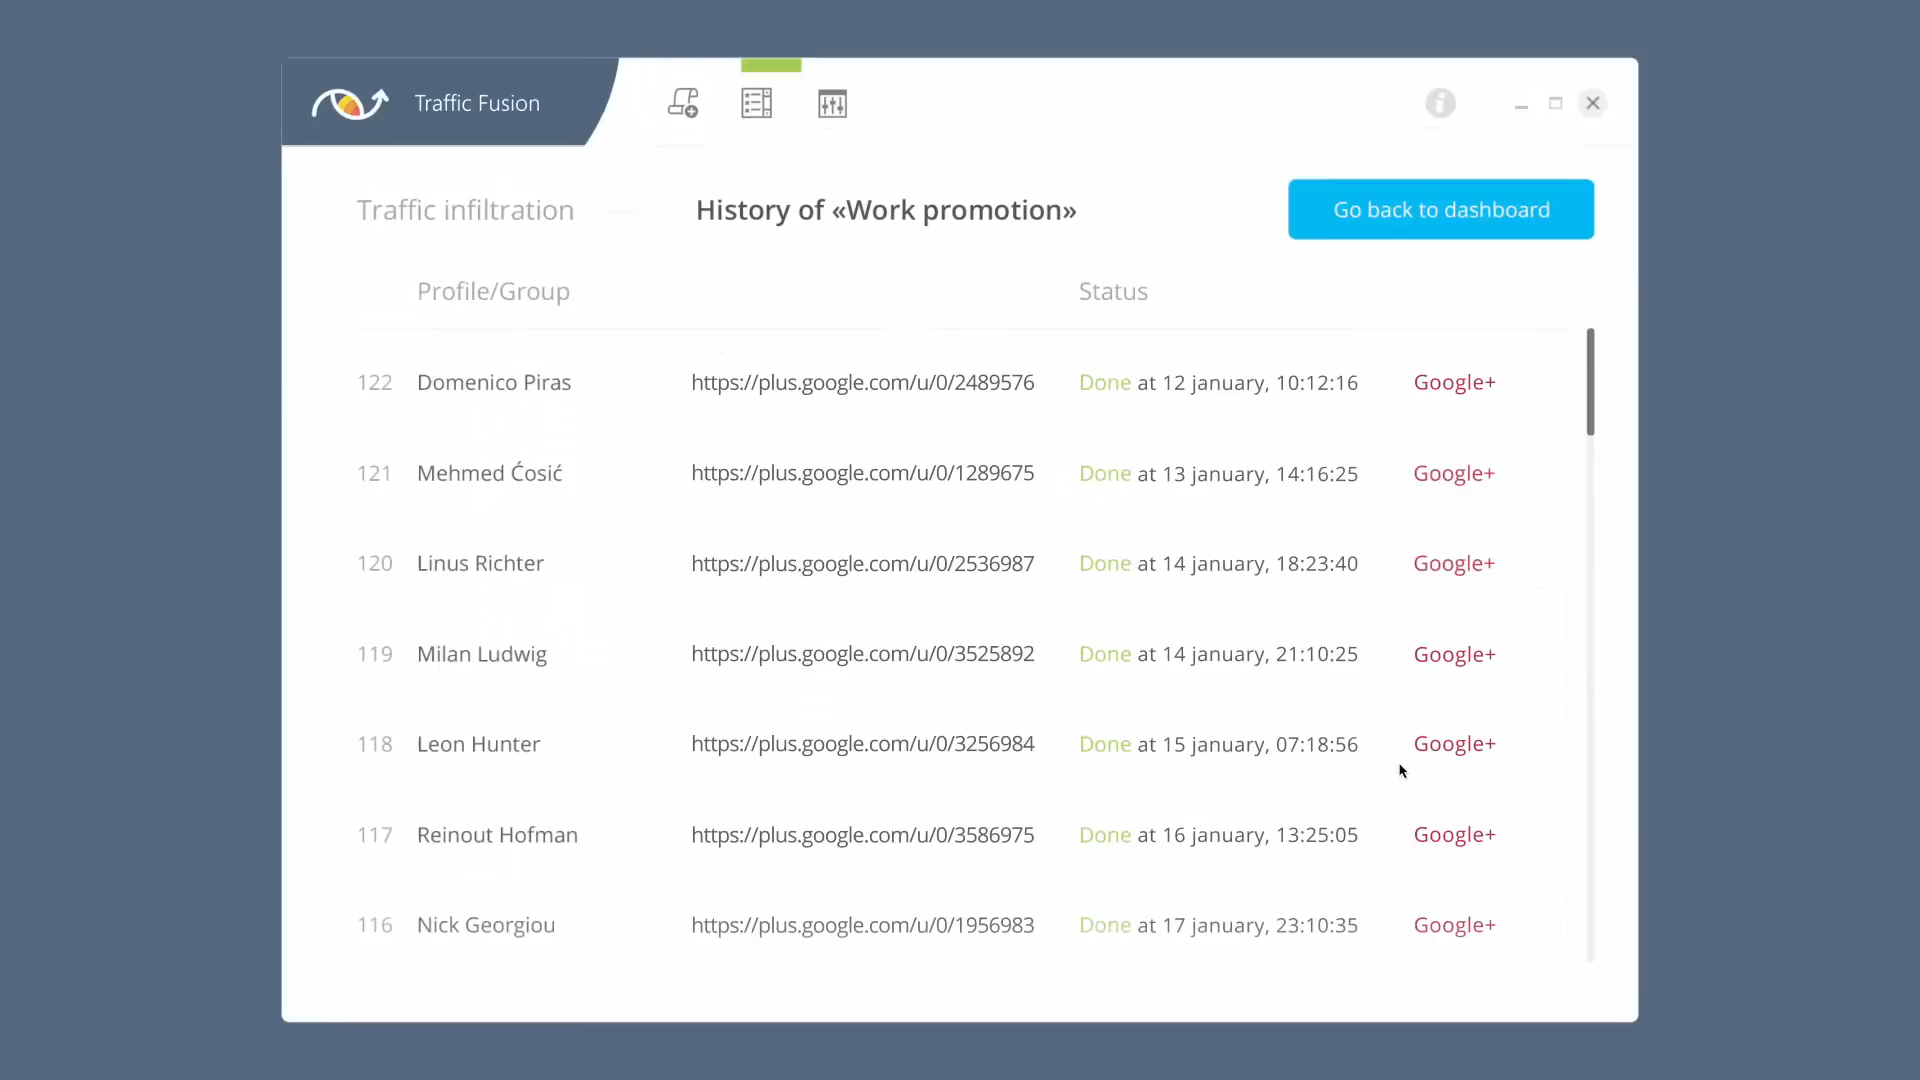 Traffic Fusion
Traffic infiltration
History of «Work promotion»
Go back to dashboard
Profile/Group Status
122 Domenico Piras https://plus.google.com/u/0/2489576 Done at 12 january, 10:12:16 Google+
121 Mehmed Ćosić https://plus.google.com/u/0/1289675 Done at 13 january, 14:16:25 Google+
120 Linus Richter https://plus.google.com/u/0/2536987 Done at 14 january, 18:23:40 Google+
119 Milan Ludwig https://plus.google.com/u/0/3525892 Done at 14 january, 21:10:25 Google+
118 Leon Hunter https://plus.google.com/u/0/3256984 Done at 15 january, 07:18:56 Google+
117 Reinout Hofman https://plus.google.com/u/0/3586975 Done at 16 january, 13:25:05 Google+
116 Nick Georgiou https://plus.google.com/u/0/1956983 Done at 17 january, 23:10:35 Google+